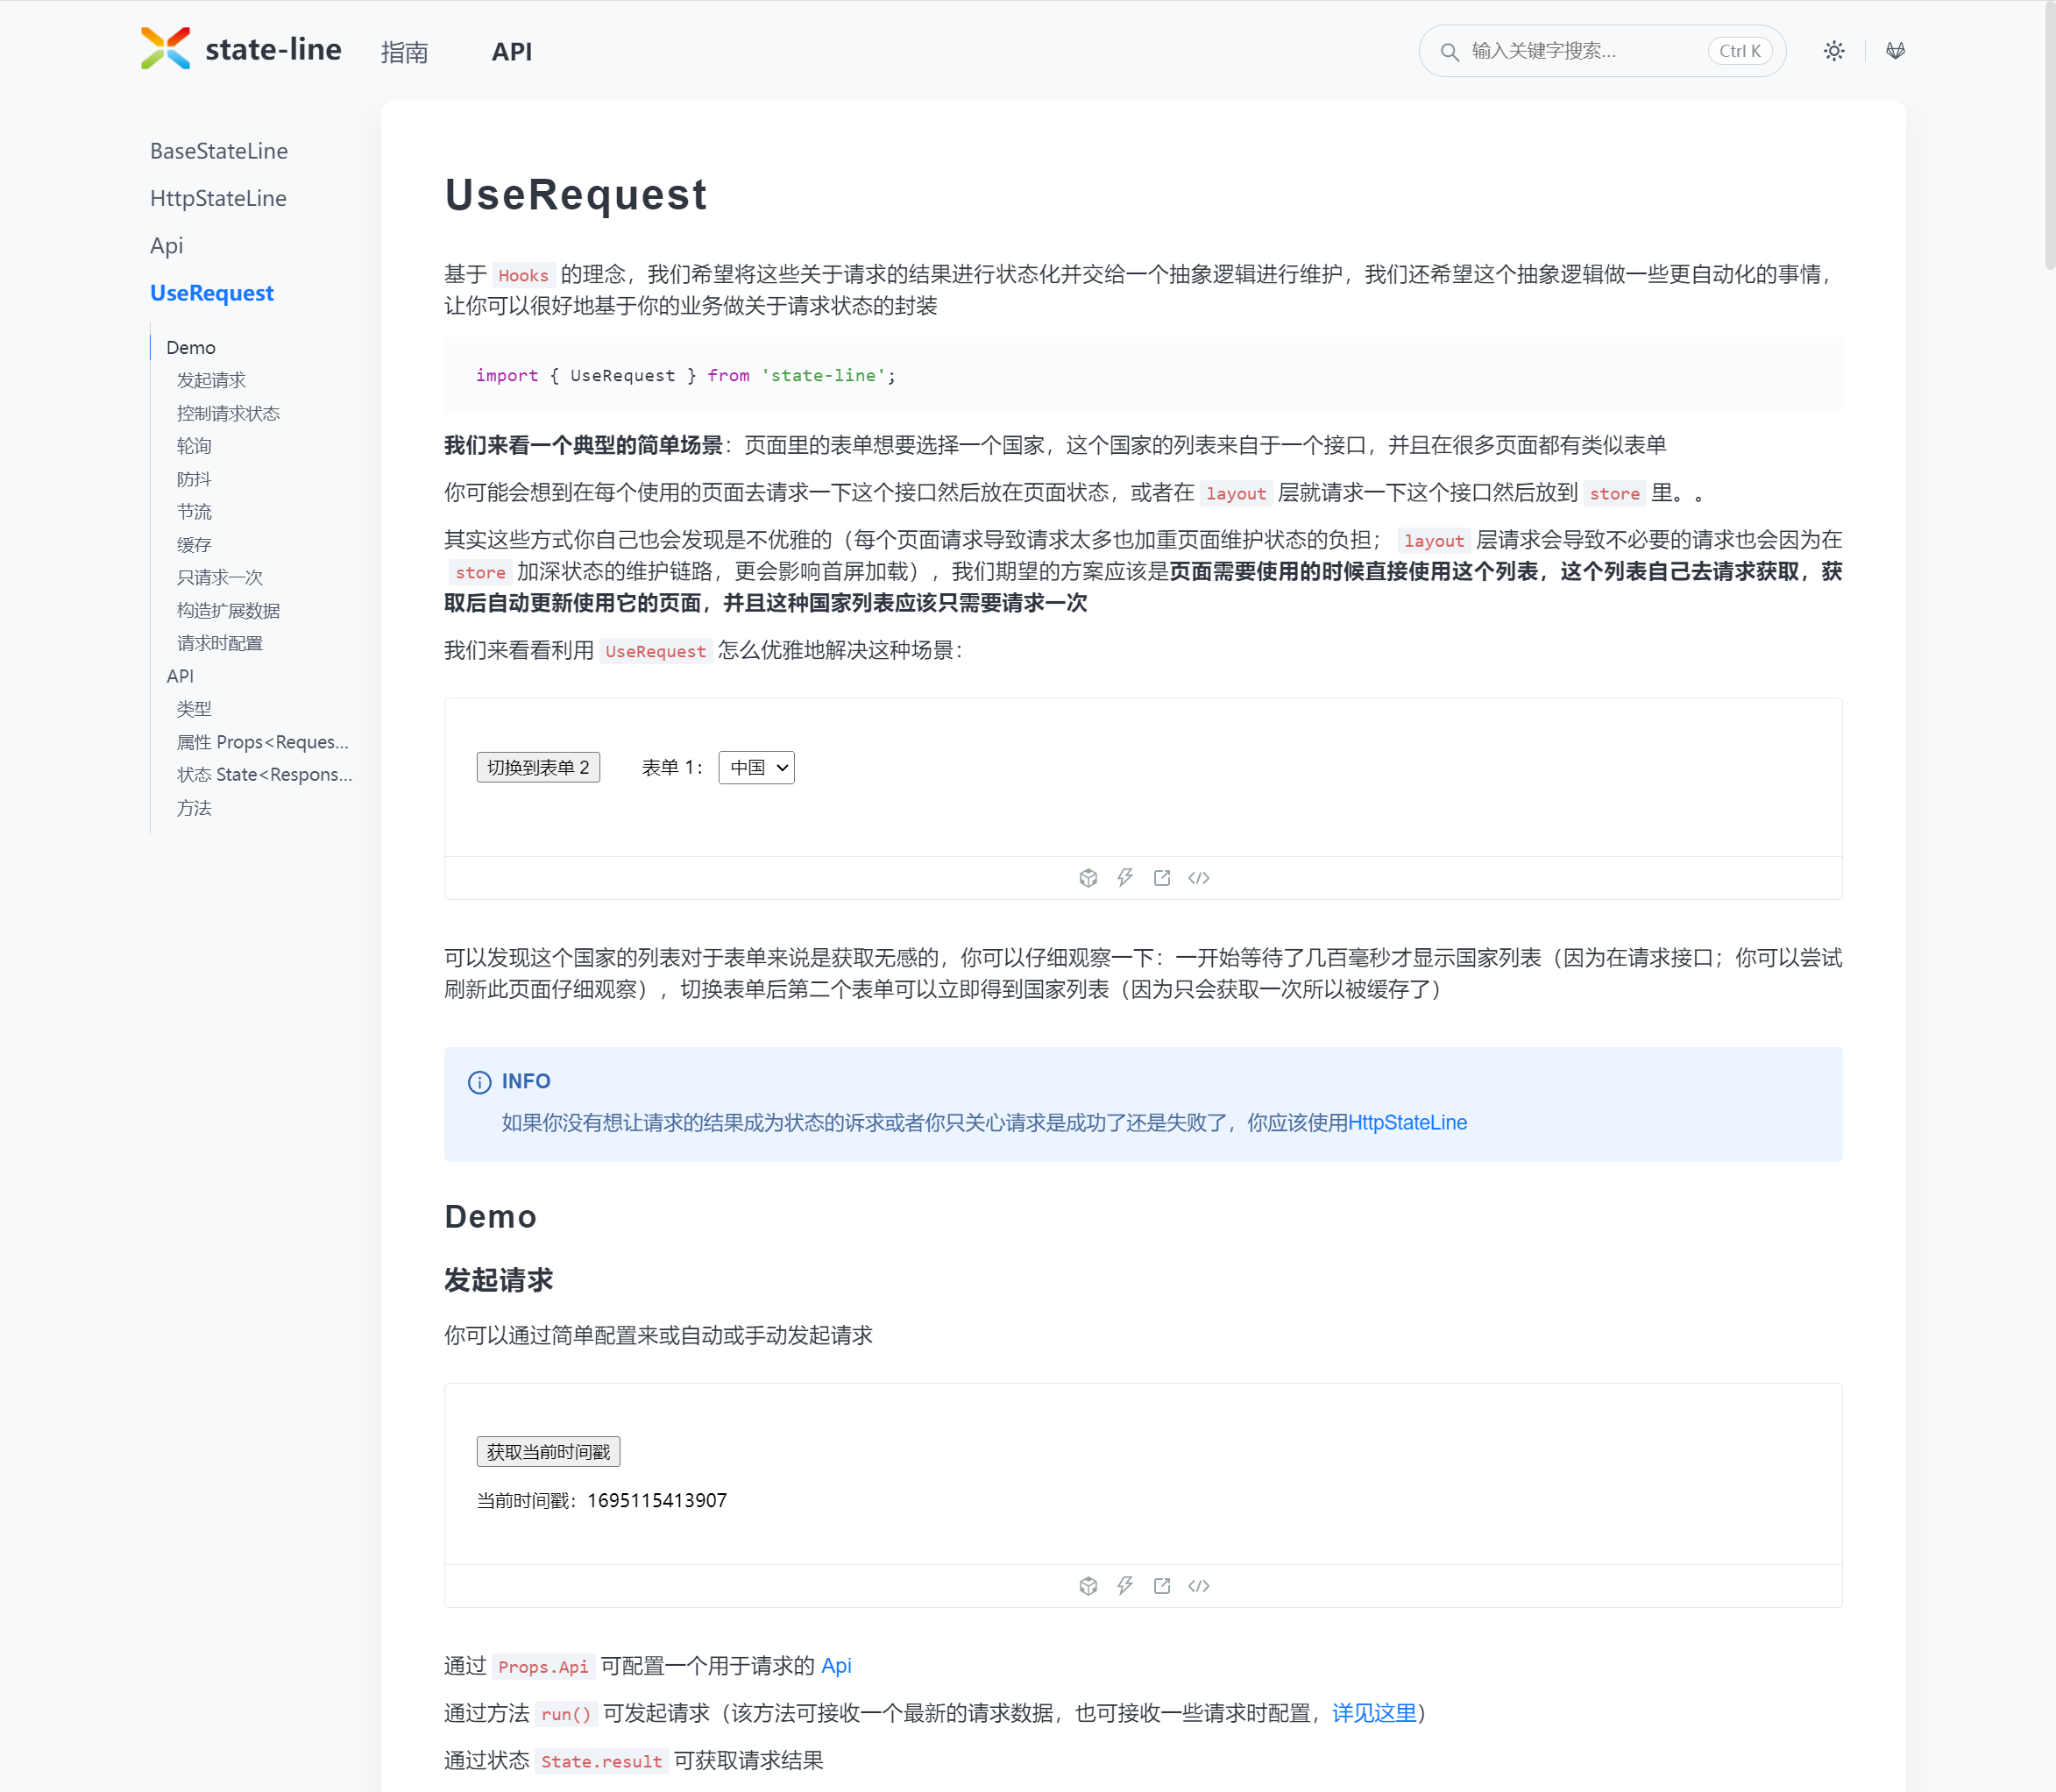 state-line
指南
API
输入关键字搜索...
Ctrl K
BaseStateLine
HttpStateLine
Api
UseRequest
Demo
发起请求
控制请求状态
轮询
防抖
节流
缓存
只请求一次
构造扩展数据
请求时配置
API
类型
属性 Props<Reques...
状态 State<Respons...
方法
UseRequest
基于 Hooks 的理念，我们希望将这些关于请求的结果进行状态化并交给一个抽象逻辑进行维护，我们还希望这个抽象逻辑做一些更自动化的事情，
让你可以很好地基于你的业务做关于请求状态的封装
import { UseRequest } from 'state-line';
我们来看一个典型的简单场景：页面里的表单想要选择一个国家，这个国家的列表来自于一个接口，并且在很多页面都有类似表单
你可能会想到在每个使用的页面去请求一下这个接口然后放在页面状态，或者在 layout 层就请求一下这个接口然后放到 store 里。。
其实这些方式你自己也会发现是不优雅的（每个页面请求导致请求太多也加重页面维护状态的负担； layout 层请求会导致不必要的请求也会因为在
store 加深状态的维护链路，更会影响首屏加载），我们期望的方案应该是页面需要使用的时候直接使用这个列表，这个列表自己去请求获取，获
取后自动更新使用它的页面，并且这种国家列表应该只需要请求一次
我们来看看利用 UseRequest 怎么优雅地解决这种场景：
切换到表单 2 表单 1： 中国
可以发现这个国家的列表对于表单来说是获取无感的，你可以仔细观察一下：一开始等待了几百毫秒才显示国家列表（因为在请求接口；你可以尝试
刷新此页面仔细观察），切换表单后第二个表单可以立即得到国家列表（因为只会获取一次所以被缓存了）
INFO
如果你没有想让请求的结果成为状态的诉求或者你只关心请求是成功了还是失败了，你应该使用HttpStateLine
Demo
发起请求
你可以通过简单配置来或自动或手动发起请求
获取当前时间戳
当前时间戳：1695115413907
通过 Props.Api 可配置一个用于请求的 Api
通过方法 run() 可发起请求（该方法可接收一个最新的请求数据，也可接收一些请求时配置，详见这里）
通过状态 State.result 可获取请求结果